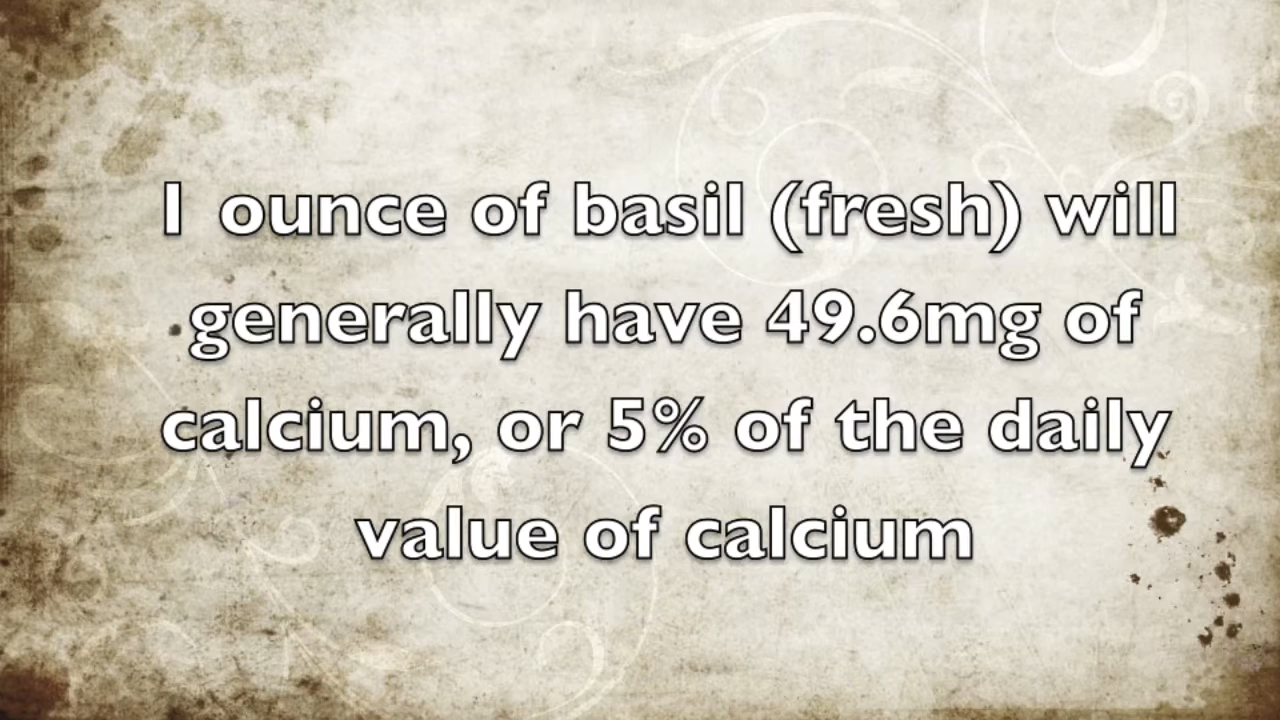 1 ounce of basil (fresh) will
generally have 49.6mg of
calcium, or 5% of the daily
value of calcium